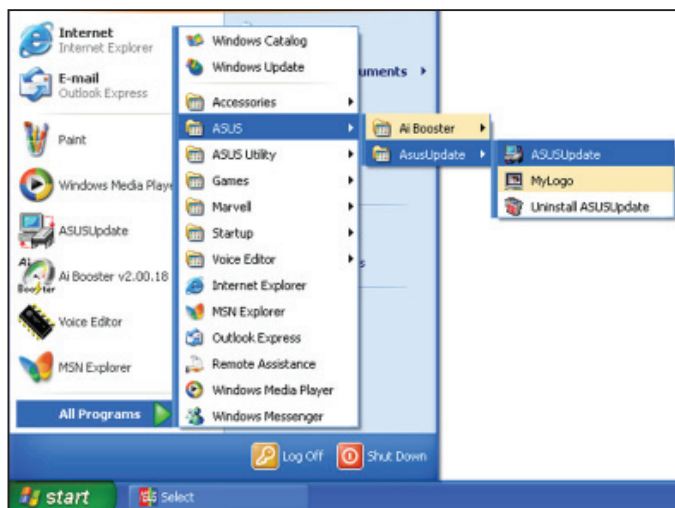 Internet
Internet Explorer
E-mail
Outlook Express
Paint
Windows Media Playe
ASUSUpdate
Ai Booster v2.00.18
Voice Editor
MSN Explorer
All Programs
Windows Catalog
Windows Update
Accessories
ASUS
ASUS Utility
Games
Marvell
Startup
Voice Editor
Internet Explorer
MSN Explorer
Outlook Express
Remote Assistance
Windows Media Player
Windows Messenger
uments
s
Ai Booster
AsusUpdate
ASUSUpdate
MyLogo
Uninstall ASUSUpdate
Log Off
Shut Down
start
Select